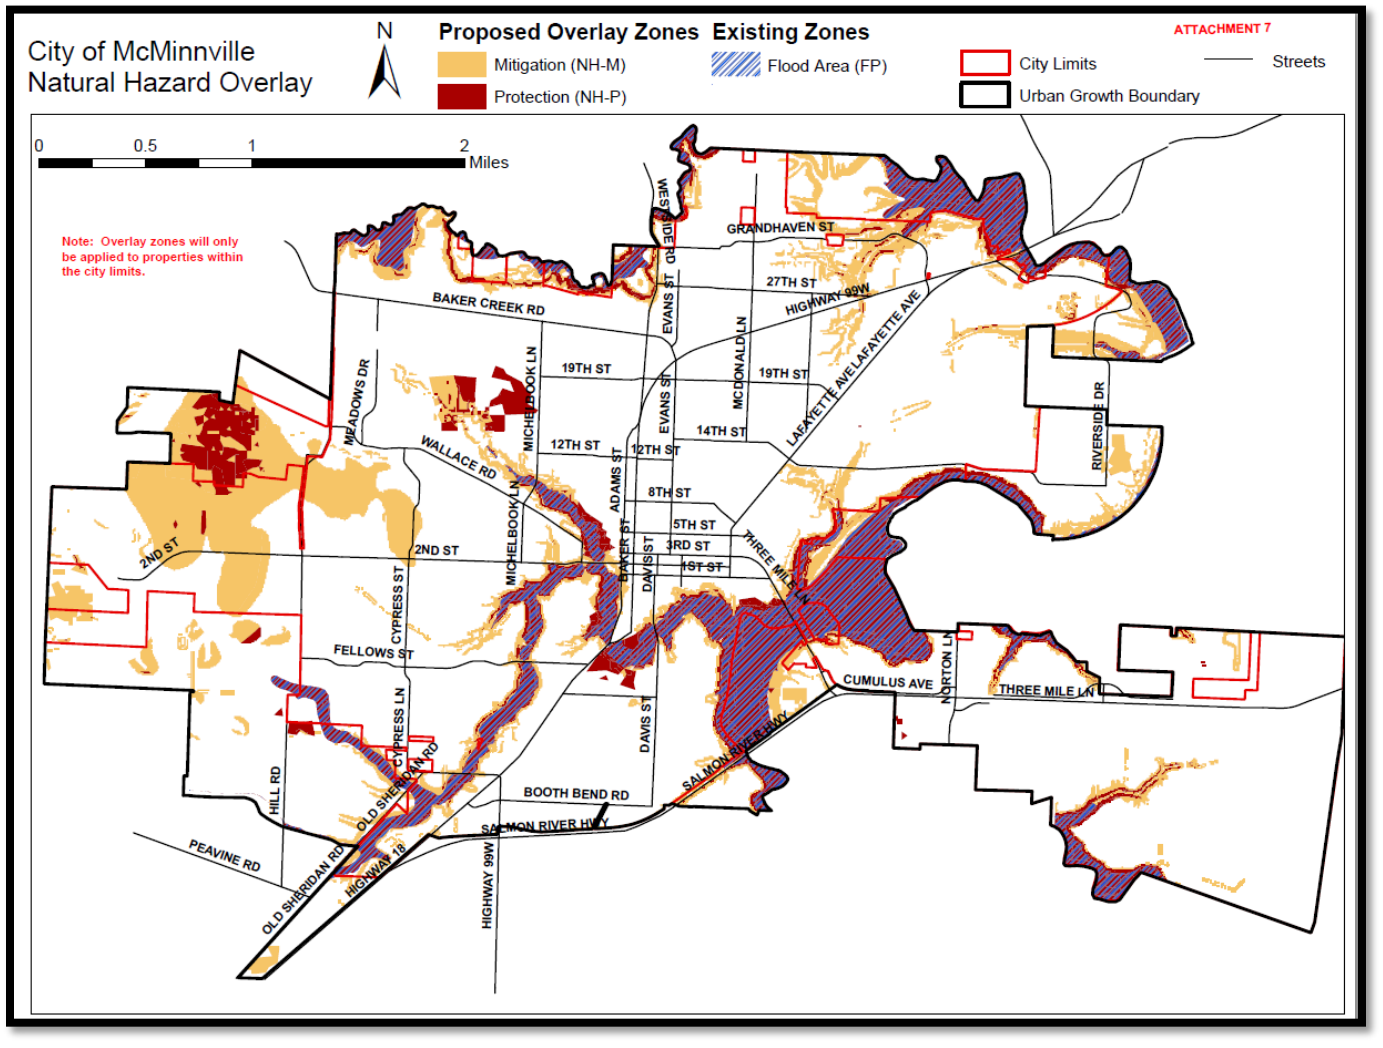 City of McMinnville
Natural Hazard Overlay
N
Proposed Overlay Zones
Mitigation (NH-M)
Protection (NH-P)
Existing Zones
Flood Area (FP)
City Limits
Urban Growth Boundary
ATTACHMENT 7
Streets
0 0.5 1 2
Miles
Note: Overlay zones will only
be applied to properties within
the city limits.
WESTSIDE RD
GRANDHAVEN ST
27TH ST
HIGHWAY 99W
BAKER CREEK RD
EVANS ST
MCDONALD LN
LAFAYETTE AVE
LAFAYETTE AVE
MICHELBOOK LN
19TH ST
19TH ST
MEADOWS DR
EVANS ST
RIVERSIDE DR
WALLACE RD
12TH ST
12TH ST
14TH ST
ADAMS ST
8TH ST
5TH ST
3RD ST
1ST ST
2ND ST
2ND ST
MICHELBOOK LN
BAKER ST
DAVIS ST
THREE MILE LN
CYPRESS ST
FELLOWS ST
NORTON LN
CUMULUS AVE
THREE MILE LN
CYPRESS LN
DAVIS ST
SALMON RIVER HWY
HILL RD
OLD SHERIDAN RD
BOOTH BEND RD
SALMON RIVER HWY
PEAVINE RD
OLD SHERIDAN RD
HIGHWAY 18
HIGHWAY 99W